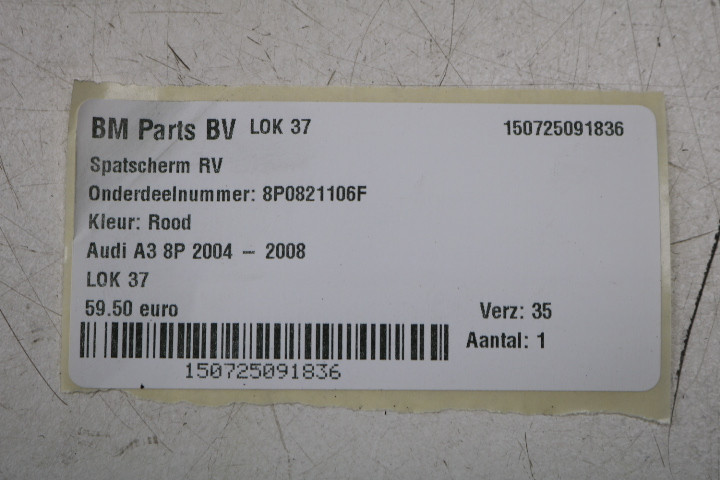 BM Parts BV LOK 37 150725091836
Spatscherm RV
Onderdeelnummer: 8P0821106F
Kleur: Rood
Audi A3 8P 2004 – 2008
LOK 37
59.50 euro Verz: 35
Aantal: 1
150725091836